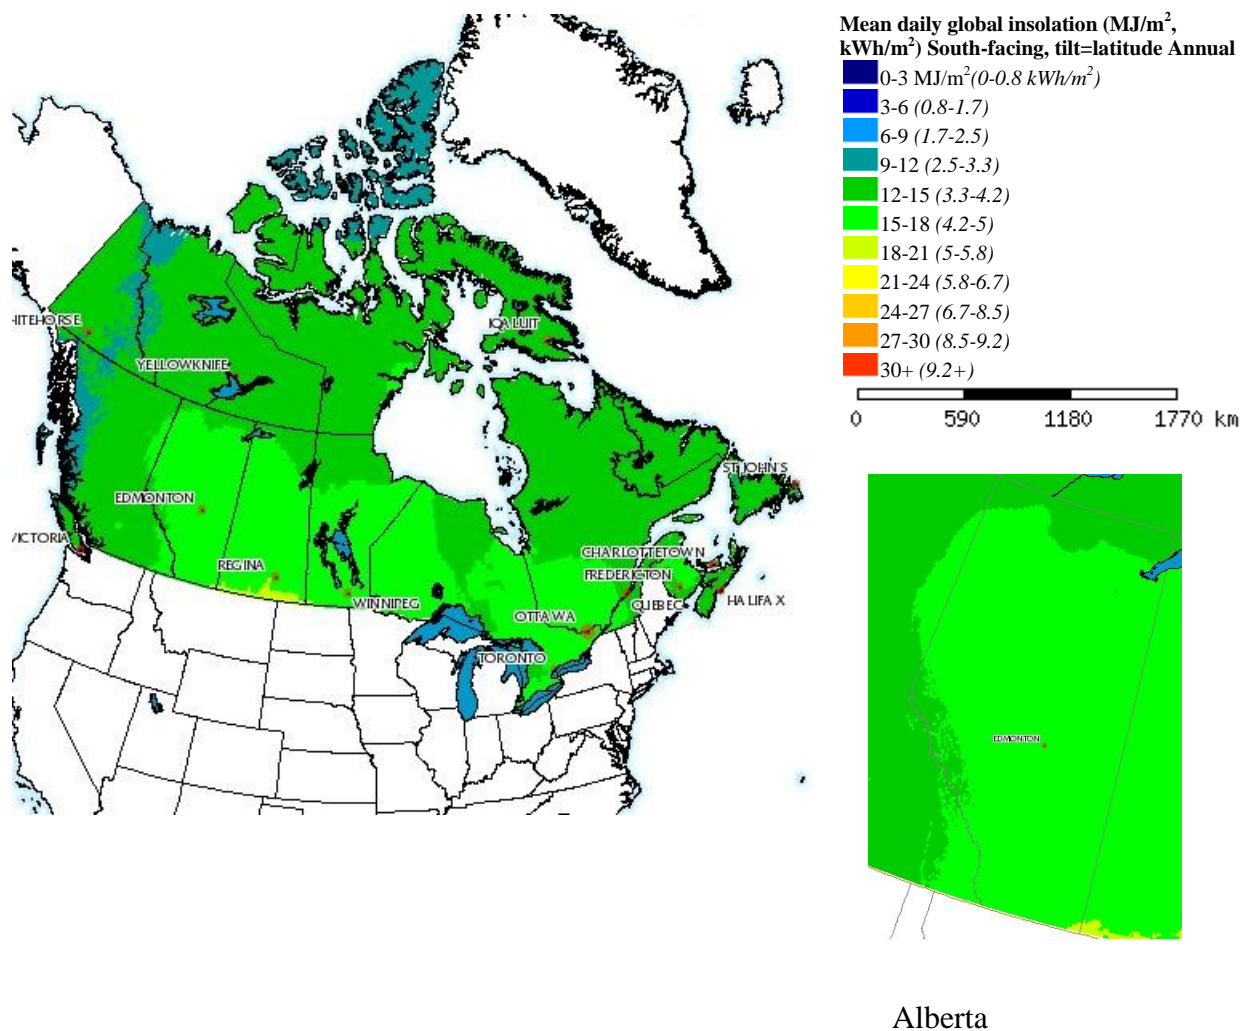 Mean daily global insolation (MJ/m²,
kWh/m²) South-facing, tilt=latitude Annual
0-3 MJ/m²(0-0.8 kWh/m²)
3-6 (0.8-1.7)
6-9 (1.7-2.5)
9-12 (2.5-3.3)
12-15 (3.3-4.2)
15-18 (4.2-5)
18-21 (5-5.8)
21-24 (5.8-6.7)
24-27 (6.7-8.5)
27-30 (8.5-9.2)
30+ (9.2+)
0 590 1180 1770 km
HITEHORSE
IQALUIT
YELLOWKNIFE
ST JOHN'S
EDMONTON
VICTORIA
CHARLOTTETOWN
REGINA
FREDERICTON
WINNIPEG
QUEBEC
HALIFAX
OTTAWA
TORONTO
EDMONTON
Alberta